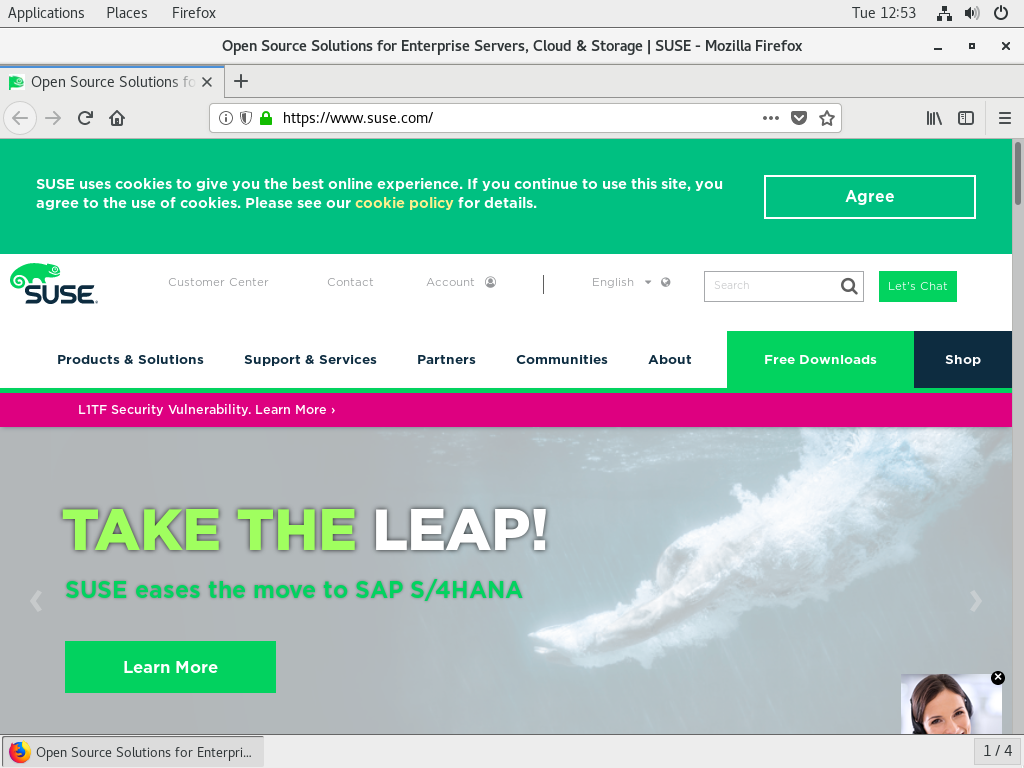 Applications Places Firefox Tue 12:53
Open Source Solutions for Enterprise Servers, Cloud & Storage | SUSE - Mozilla Firefox
Open Source Solutions fo
https://www.suse.com/
SUSE uses cookies to give you the best online experience. If you continue to use this site, you
agree to the use of cookies. Please see our cookie policy for details.
Agree
SUSE
Customer Center Contact Account English Search Let's Chat
Products & Solutions Support & Services Partners Communities About Free Downloads Shop
L1TF Security Vulnerability. Learn More ›
TAKE THE LEAP!
SUSE eases the move to SAP S/4HANA
Learn More
Open Source Solutions for Enterpri... 1 / 4